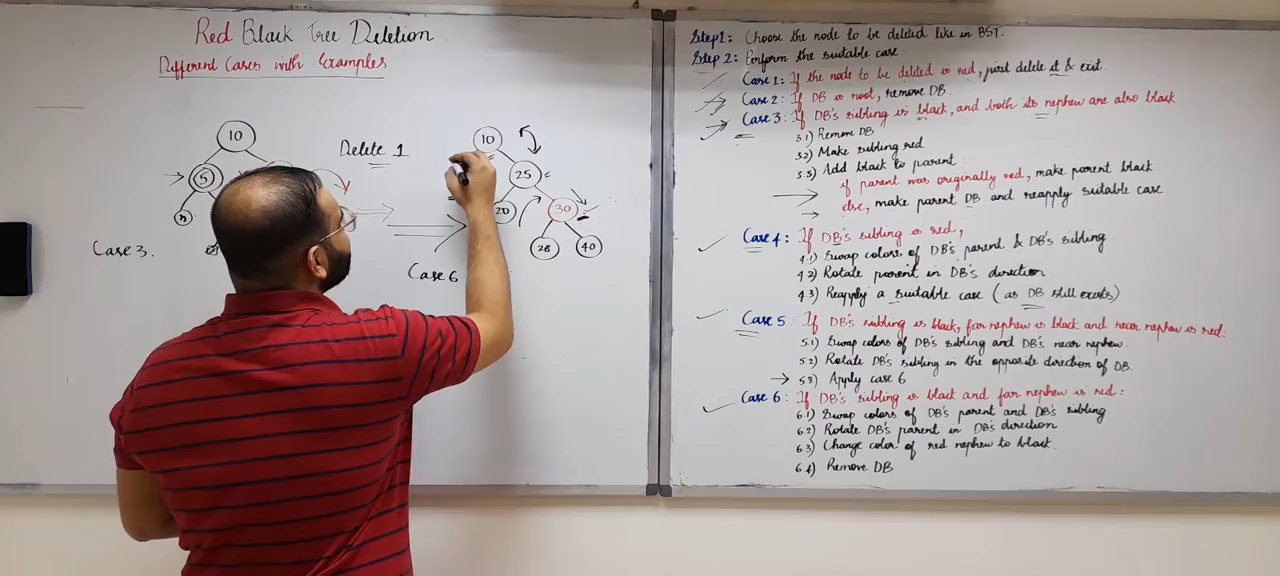 Red Black Tree Deletion
Different Cases with Examples
10
5
n
Delete 1
Case 3.
Case 6
10
25
20
30
28
40
Step1: Choose the node to be deleted like in BST.
Step 2: Perform the suitable case.
Case 1: If the node to be deleted is red, just delete it & exit.
Case 2: If DB is root, remove DB.
Case 3: If DB's sibling is black, and both its nephew are also black
3.1) Remove DB
3.2) Make sibling red
3.3) Add black to parent
if parent was originally red, make parent black
else, make parent DB and reapply suitable case
Case 4: If DB's sibling is red,
4.1) Swap colors of DB's parent & DB's sibling
4.2) Rotate parent in DB's direction
4.3) Reapply a suitable case (as DB still exists)
Case 5: If DB's sibling is black, far nephew is black and near nephew is red.
5.1) Swap colors of DB's sibling and DB's near nephew.
5.2) Rotate DB's sibling in the opposite direction of DB.
5.3) Apply case 6
Case 6: If DB's sibling is black and far nephew is red:
6.1) Swap colors of DB's parent and DB's sibling
6.2) Rotate DB's parent in DB's direction
6.3) Change color of red nephew to black.
6.4) Remove DB